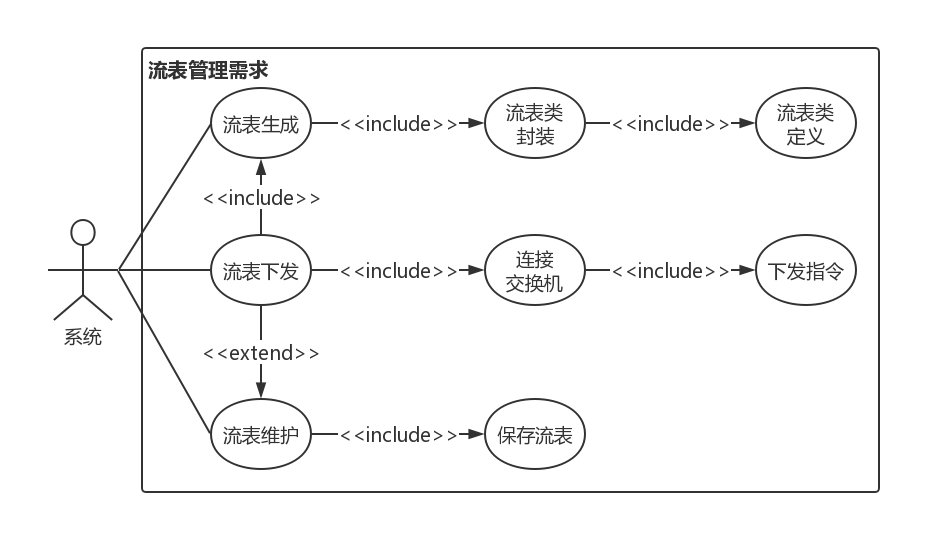 流表管理需求
流表生成
<<include>>
流表类
封装
<<include>>
流表类
定义
<<include>>
流表下发
<<include>>
连接
交换机
<<include>>
下发指令
系统
<<extend>>
流表维护
<<include>>
保存流表